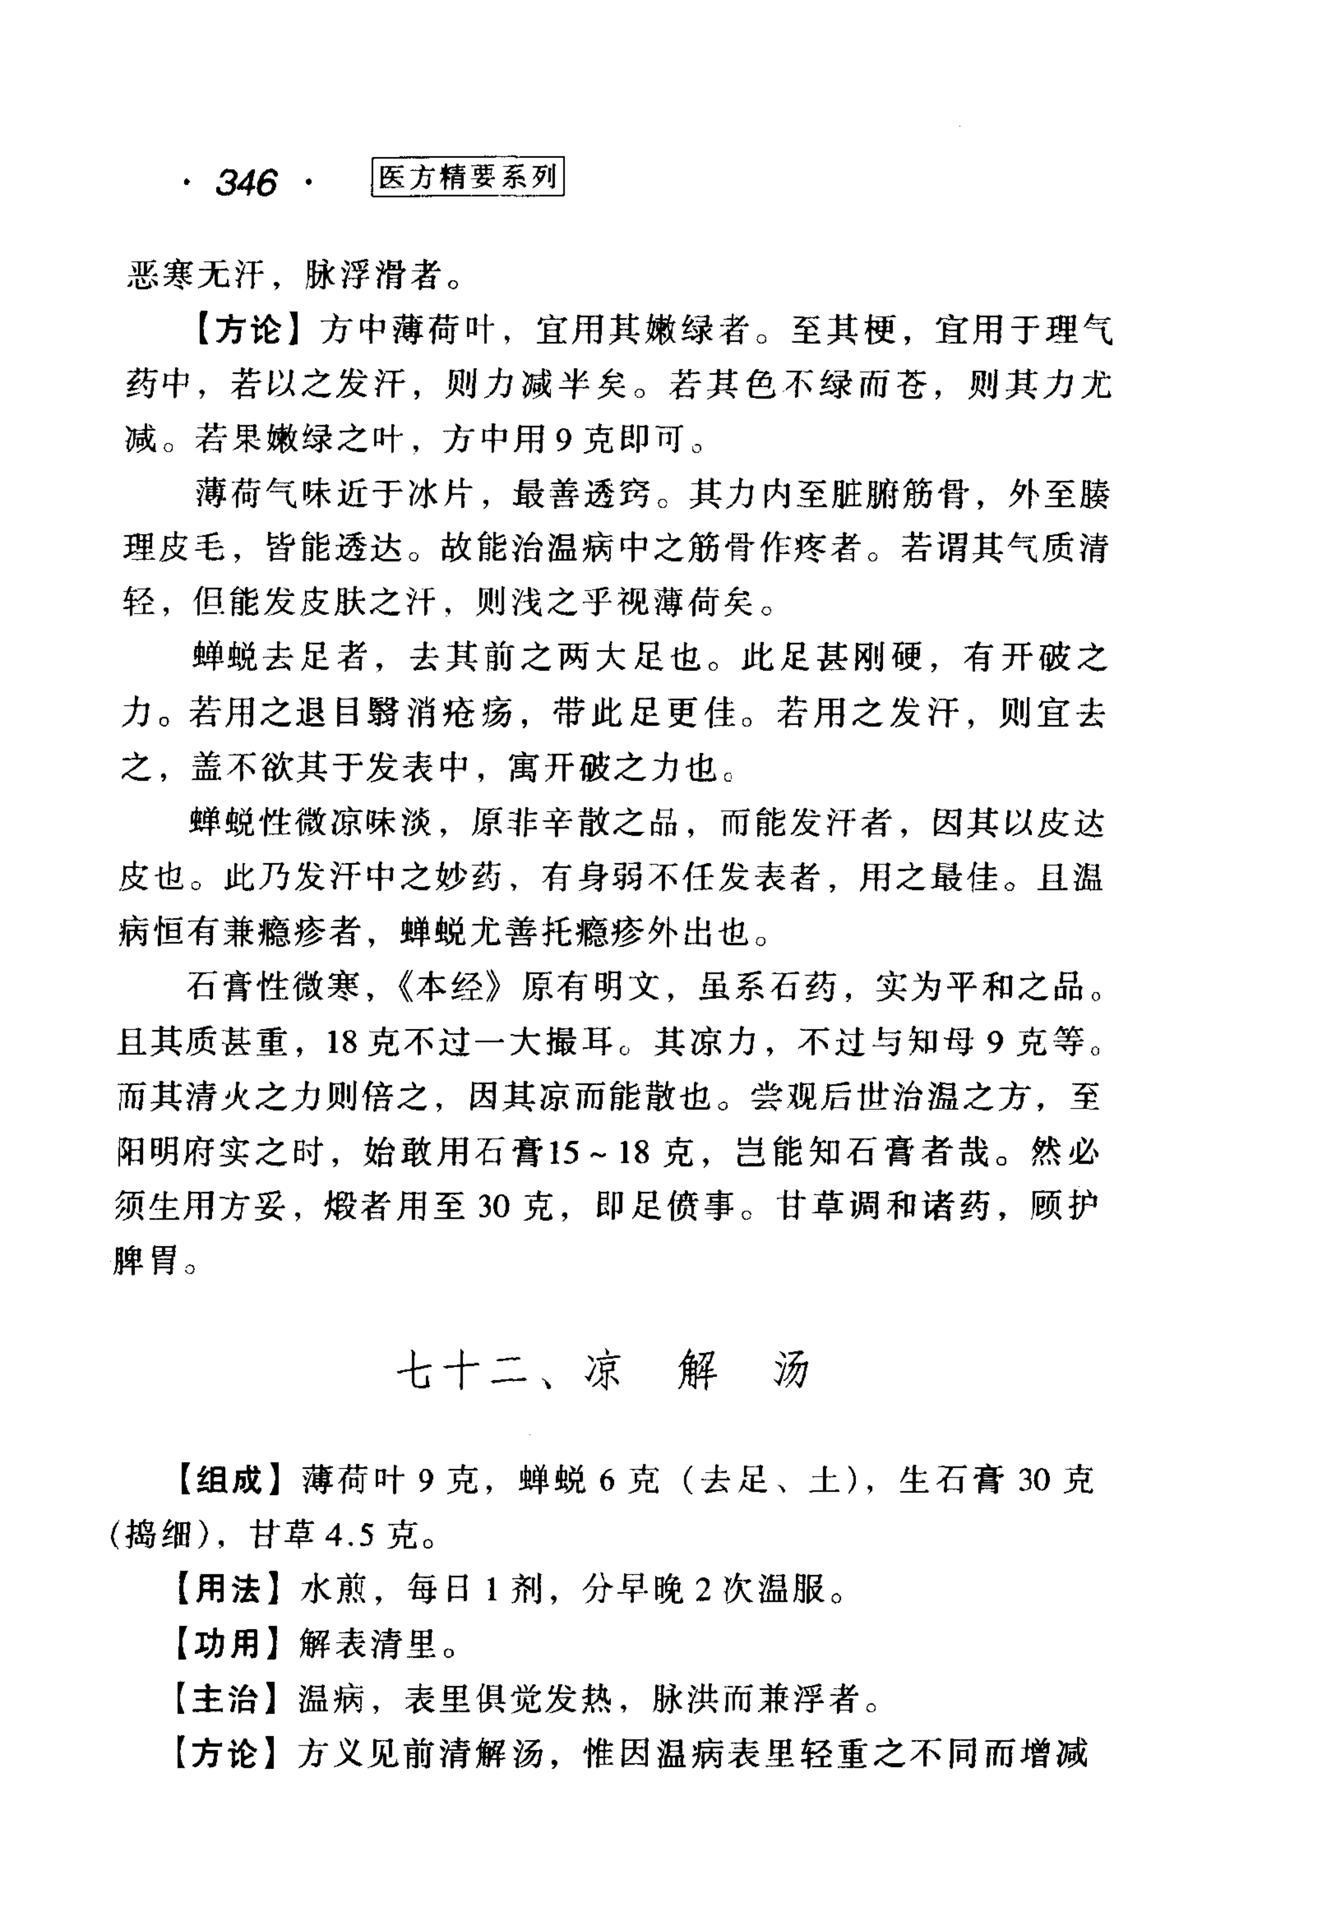 · 346 ·
医方精要系列
恶寒无汗，脉浮滑者。
【方论】方中薄荷叶，宜用其嫩绿者。至其梗，宜用于理气
药中，若以之发汗，则力减半矣。若其色不绿而苍，则其力尤
减。若果嫩绿之叶，方中用9克即可。
薄荷气味近于冰片，最善透窍。其力内至脏腑筋骨，外至腠
理皮毛，皆能透达。故能治温病中之筋骨作疼者。若谓其气质清
轻，但能发皮肤之汗，则浅之乎视薄荷矣。
蝉蜕去足者，去其前之两大足也。此足甚刚硬，有开破之
力。若用之退目翳消疮疡，带此足更佳。若用之发汗，则宜去
之，盖不欲其于发表中，寓开破之力也。
蝉蜕性微凉味淡，原非辛散之品，而能发汗者，因其以皮达
皮也。此乃发汗中之妙药，有身弱不任发表者，用之最佳。且温
病恒有兼瘾疹者，蝉蜕尤善托瘾疹外出也。
石膏性微寒，《本经》原有明文，虽系石药，实为平和之品。
且其质甚重，18克不过一大撮耳。其凉力，不过与知母9克等。
而其清火之力则倍之，因其凉而能散也。尝观后世治温之方，至
阳明府实之时，始敢用石膏15～18克，岂能知石膏者哉。然必
须生用方妥，煅者用至30克，即足偾事。甘草调和诸药，顾护
脾胃。
七十二、凉 解 汤
【组成】薄荷叶9克，蝉蜕6克（去足、土），生石膏30克
（捣细），甘草4.5克。
【用法】水煎，每日1剂，分早晚2次温服。
【功用】解表清里。
【主治】温病，表里俱觉发热，脉洪而兼浮者。
【方论】方义见前清解汤，惟因温病表里轻重之不同而增减